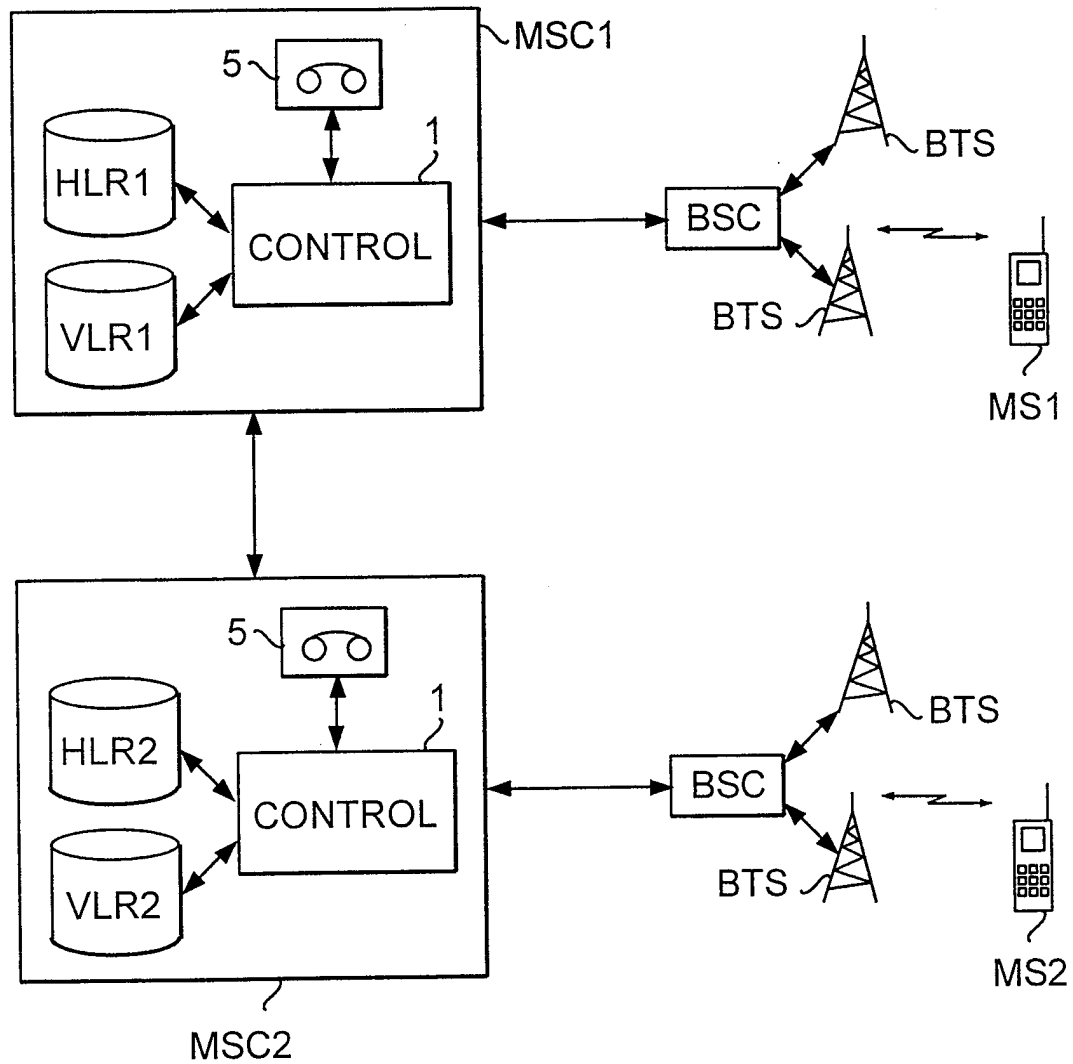 MSC1
5
1
HLR1
CONTROL
VLR1
BSC
BTS
BTS
MS1
5
1
HLR2
CONTROL
VLR2
BSC
BTS
BTS
MS2
MSC2